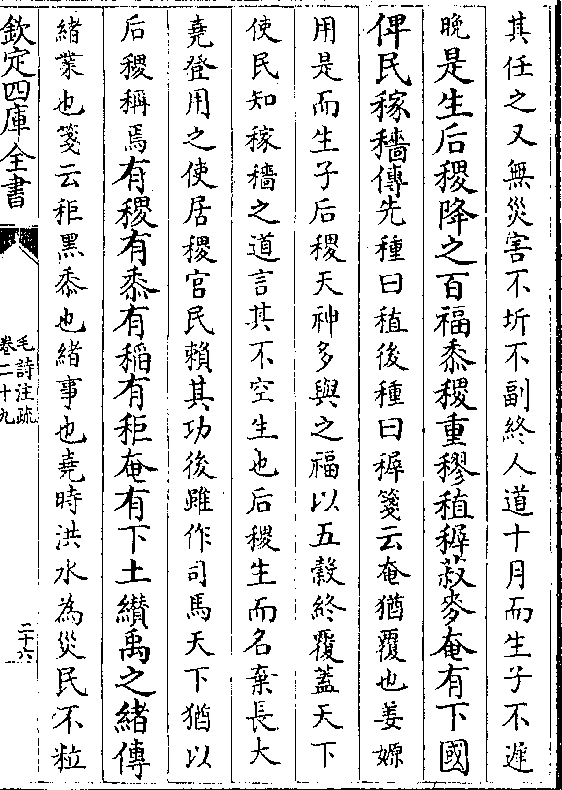 其任之又無災害不坼不副終人道十月而生子不遲
晚是生后稷降之百福黍稷重穋稙穉菽麥奄有下國
俾民稼穡傳先種曰稙後種曰穉箋云奄猶覆也姜嫄
用是而生子后稷天神多與之福以五穀終覆蓋天下
使民知稼穡之道言其不空生也后稷生而名棄長大
堯登用之使居稷官民賴其功後雖作司馬天下猶以
后稷稱焉有稷有黍有稻有秬奄有下土纘禹之緒傳
緒業也箋云秬黑黍也緒事也堯時洪水為災民不粒
欽定四庫全書
毛詩注疏
卷二十九
二十六